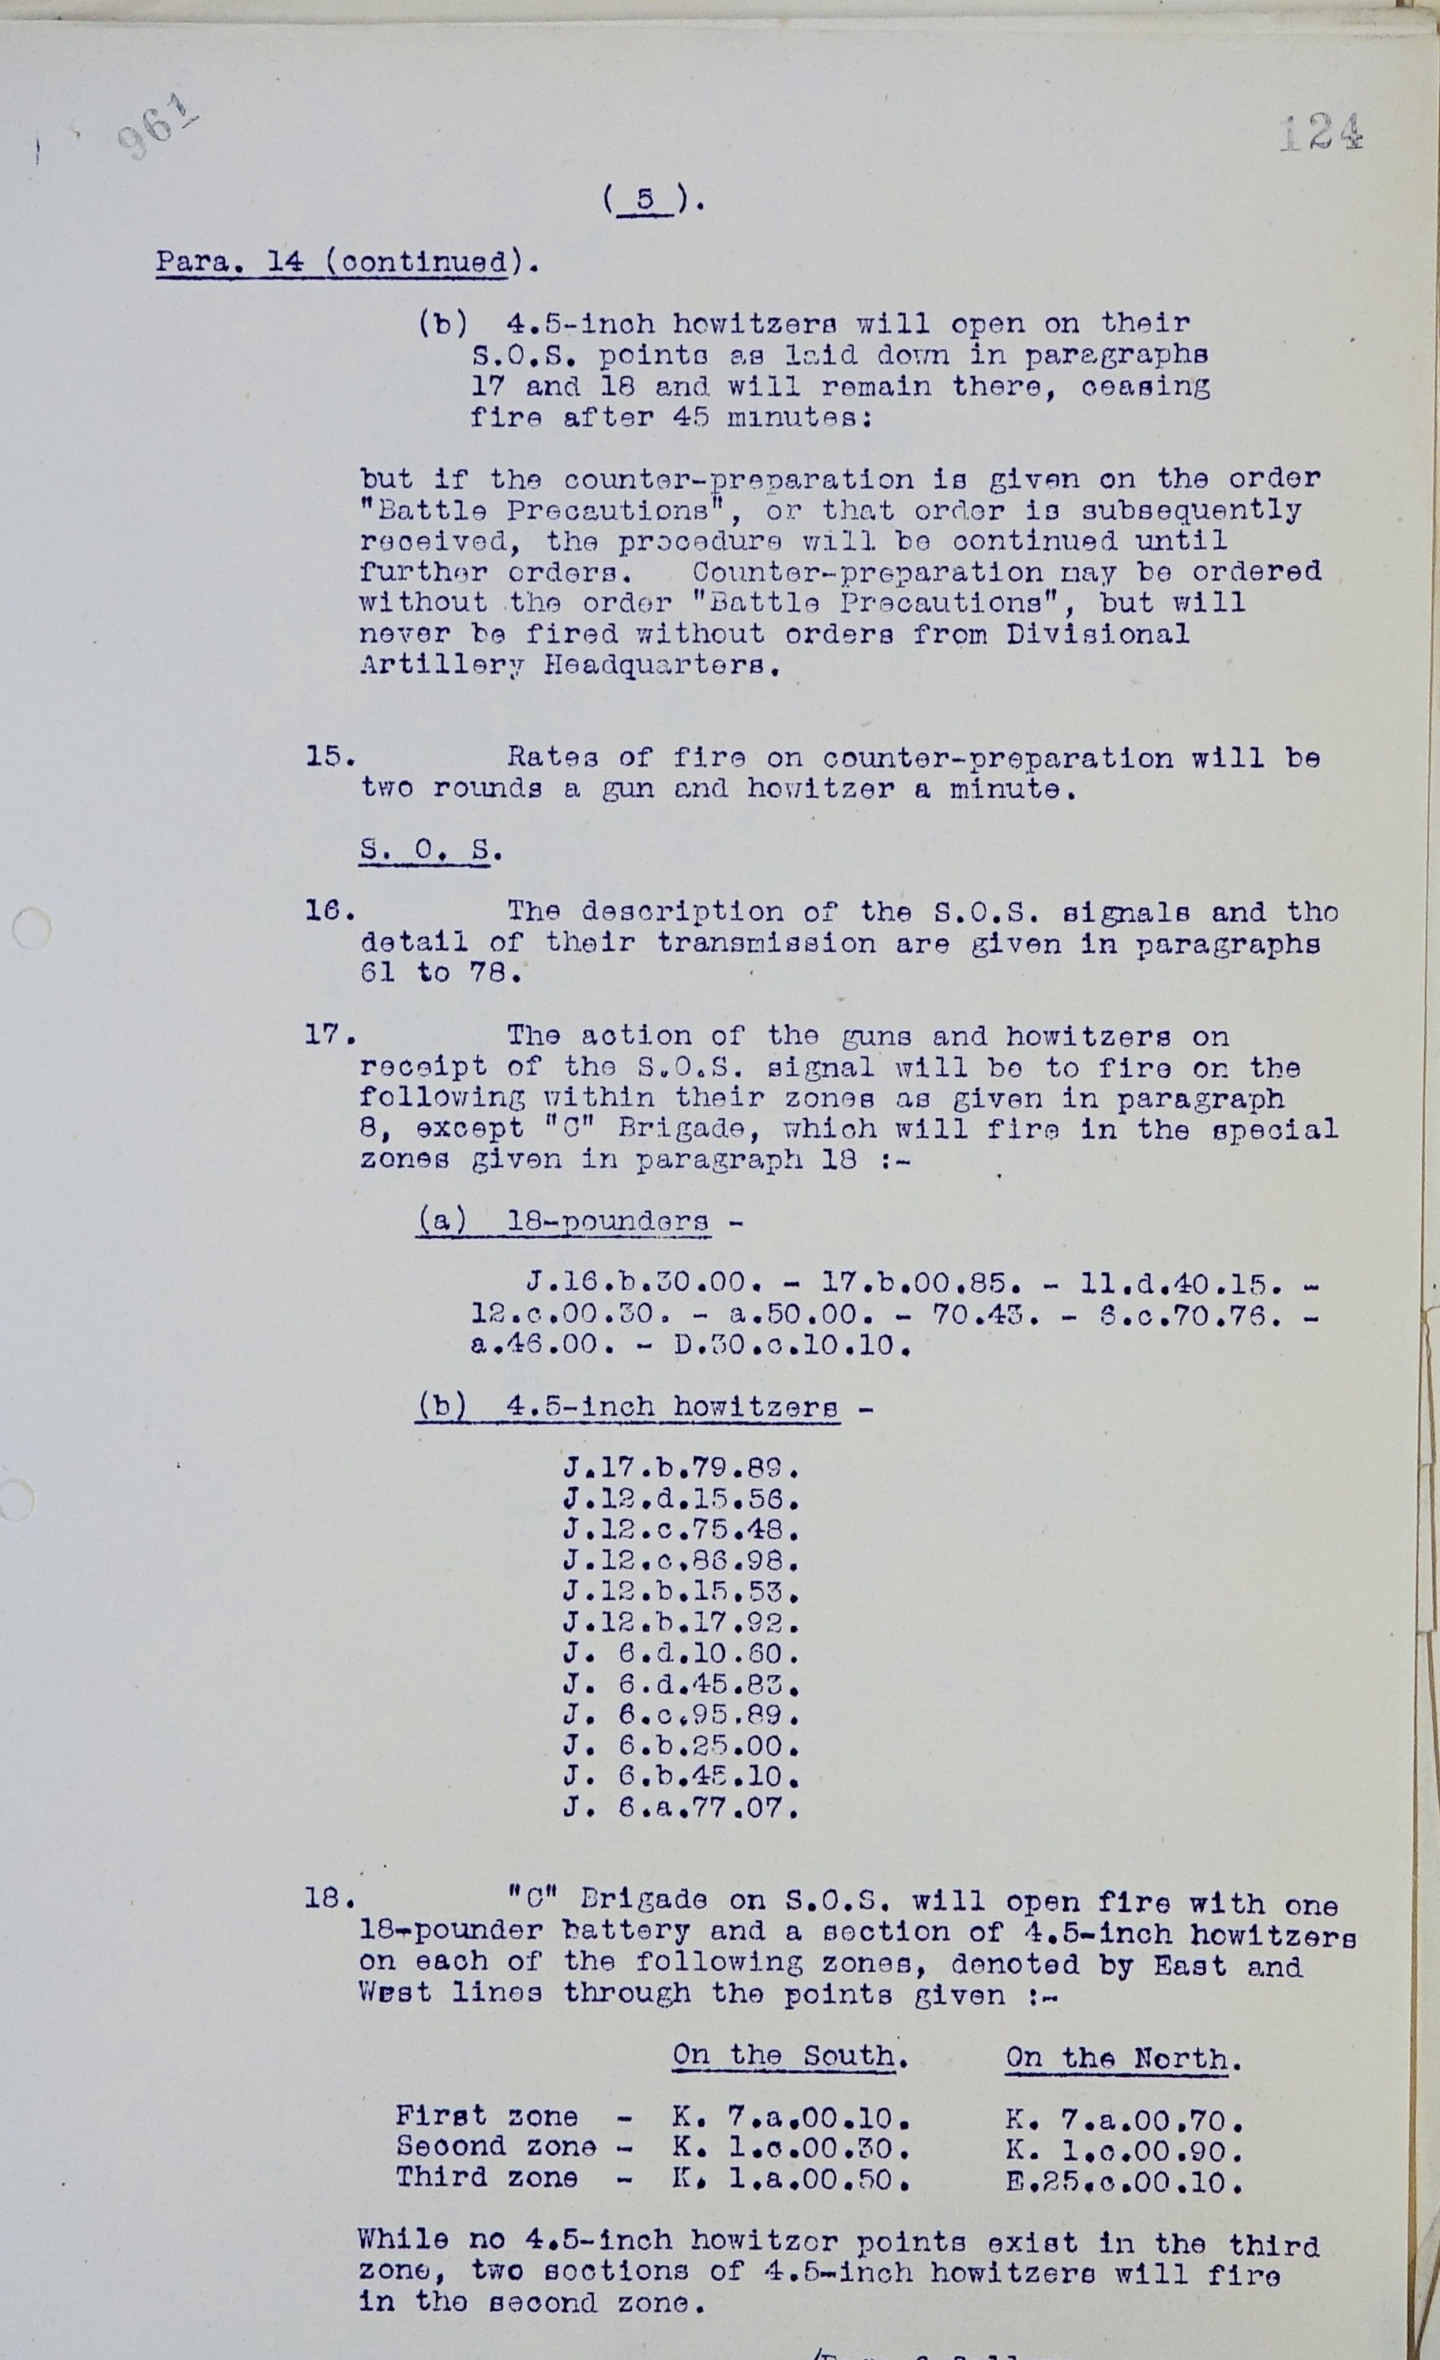 961
124
( 5 ).
Para. 14 (continued).
(b) 4.5-inch howitzers will open on their
S.O.S. points as laid down in paragraphs
17 and 18 and will remain there, ceasing
fire after 45 minutes:
but if the counter-preparation is given on the order
"Battle Precautions", or that order is subsequently
received, the procedure will be continued until
further orders. Counter-preparation may be ordered
without the order "Battle Precautions", but will
never be fired without orders from Divisional
Artillery Headquarters.
15. Rates of fire on counter-preparation will be
two rounds a gun and howitzer a minute.
S. O. S.
16. The description of the S.O.S. signals and the
detail of their transmission are given in paragraphs
61 to 78.
17. The action of the guns and howitzers on
receipt of the S.O.S. signal will be to fire on the
following within their zones as given in paragraph
8, except "C" Brigade, which will fire in the special
zones given in paragraph 18 :-
(a) 18-pounders -
J.16.b.30.00. - 17.b.00.85. - 11.d.40.15. -
12.c.00.30. - a.50.00. - 70.43. - 6.c.70.76. -
a.46.00. - D.30.c.10.10.
(b) 4.5-inch howitzers -
J.17.b.79.89.
J.12.d.15.56.
J.12.c.75.48.
J.12.c.86.98.
J.12.b.15.53.
J.12.b.17.92.
J. 6.d.10.60.
J. 6.d.45.83.
J. 6.c.95.89.
J. 6.b.25.00.
J. 6.b.45.10.
J. 6.a.77.07.
18. "C" Brigade on S.O.S. will open fire with one
18-pounder battery and a section of 4.5-inch howitzers
on each of the following zones, denoted by East and
West lines through the points given :-
On the South. On the North.
First zone - K. 7.a.00.10. K. 7.a.00.70.
Second zone - K. 1.c.00.30. K. 1.c.00.90.
Third zone - K. 1.a.00.50. E.25.c.00.10.
While no 4.5-inch howitzer points exist in the third
zone, two sections of 4.5-inch howitzers will fire
in the second zone.